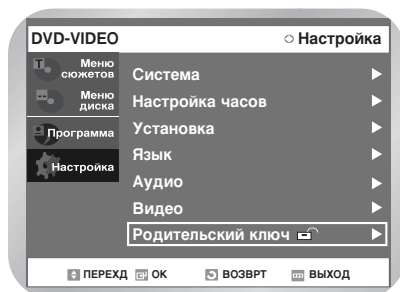 DVD-VIDEO
Настройка
Меню
сюжетов
Меню
диска
Программа
Настройка
Система
Настройка часов
Установка
Язык
Аудио
Видео
Родительский ключ
ПЕРЕХД OK ВОЗВРТ ВЫХОД